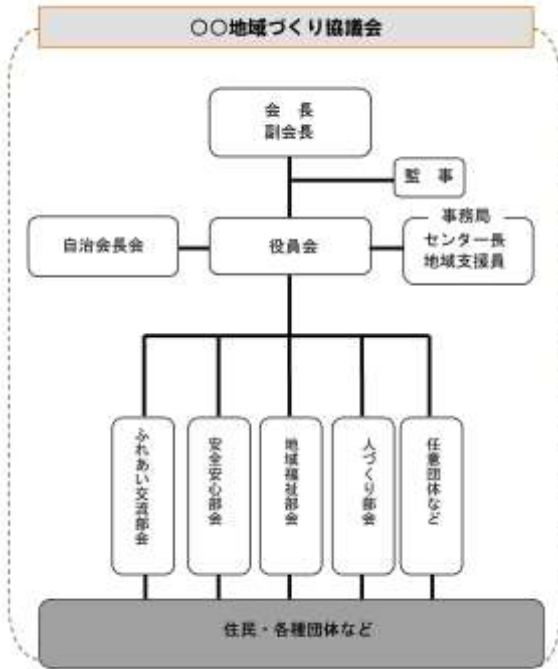 〇〇地域づくり協議会
会　長
副会長
監　事
自治会長会
役員会
事務局
センター長
地域支援員
ふれあい交流部会
安全安心部会
地域福祉部会
人づくり部会
任意団体など
住民・各種団体など